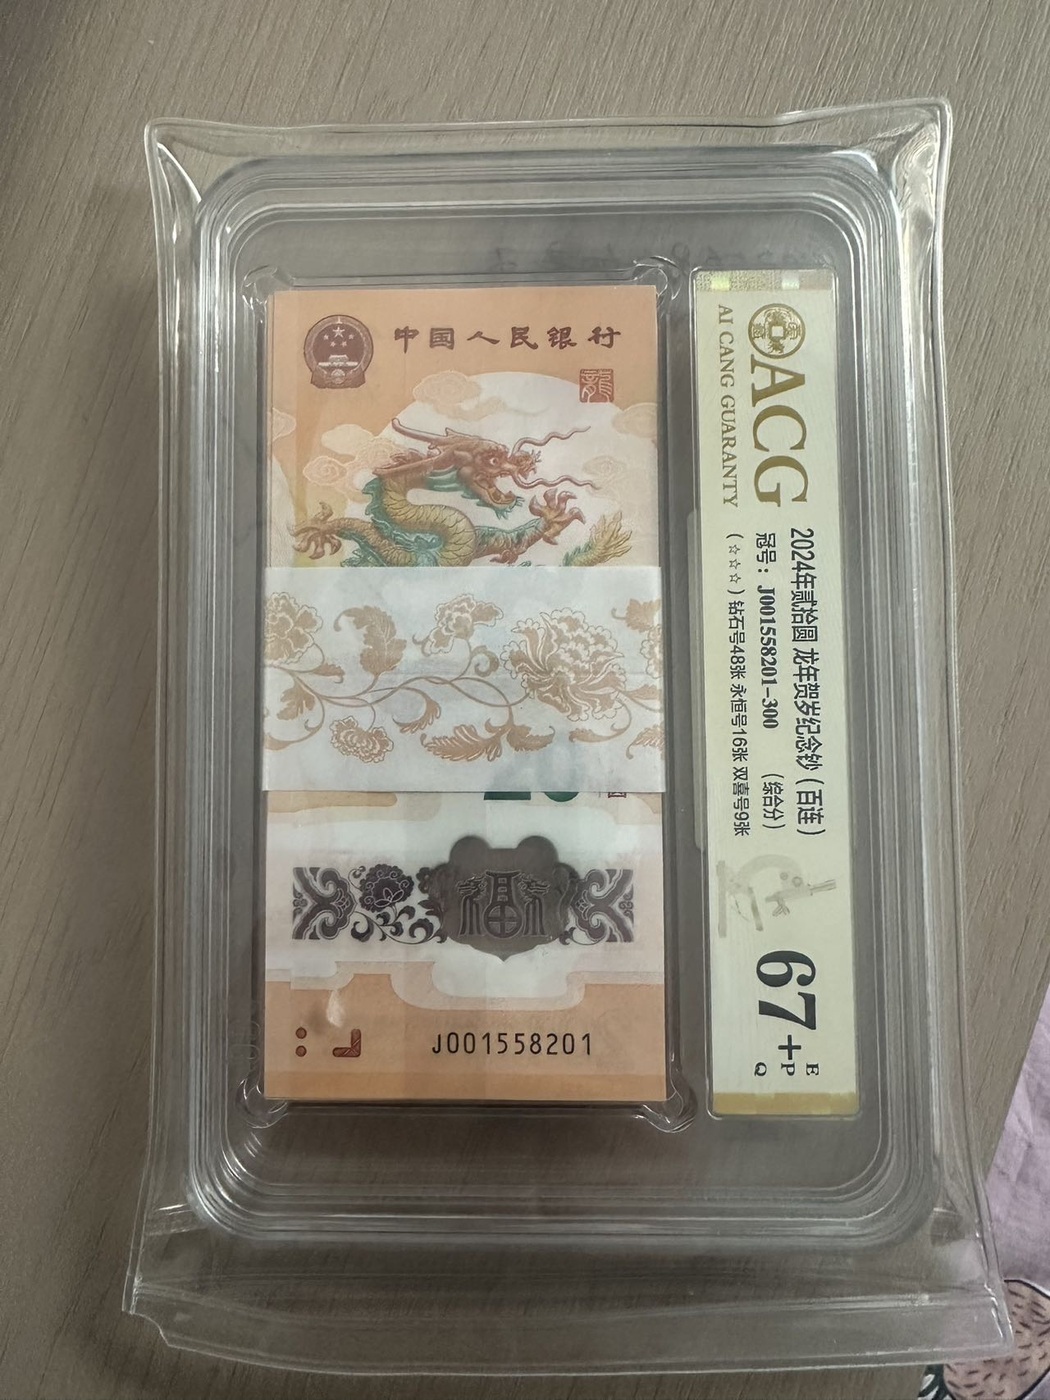 中国人民银行
龍
福
J001558201
ACG
AI CANG GUARANTY
2024年贰拾圆 龙年贺岁纪念钞（百连）
冠号：J001558201-300 （综合分）
（☆☆☆）钻石号48张 永恒号16张 双喜号9张
67+
E
P
Q